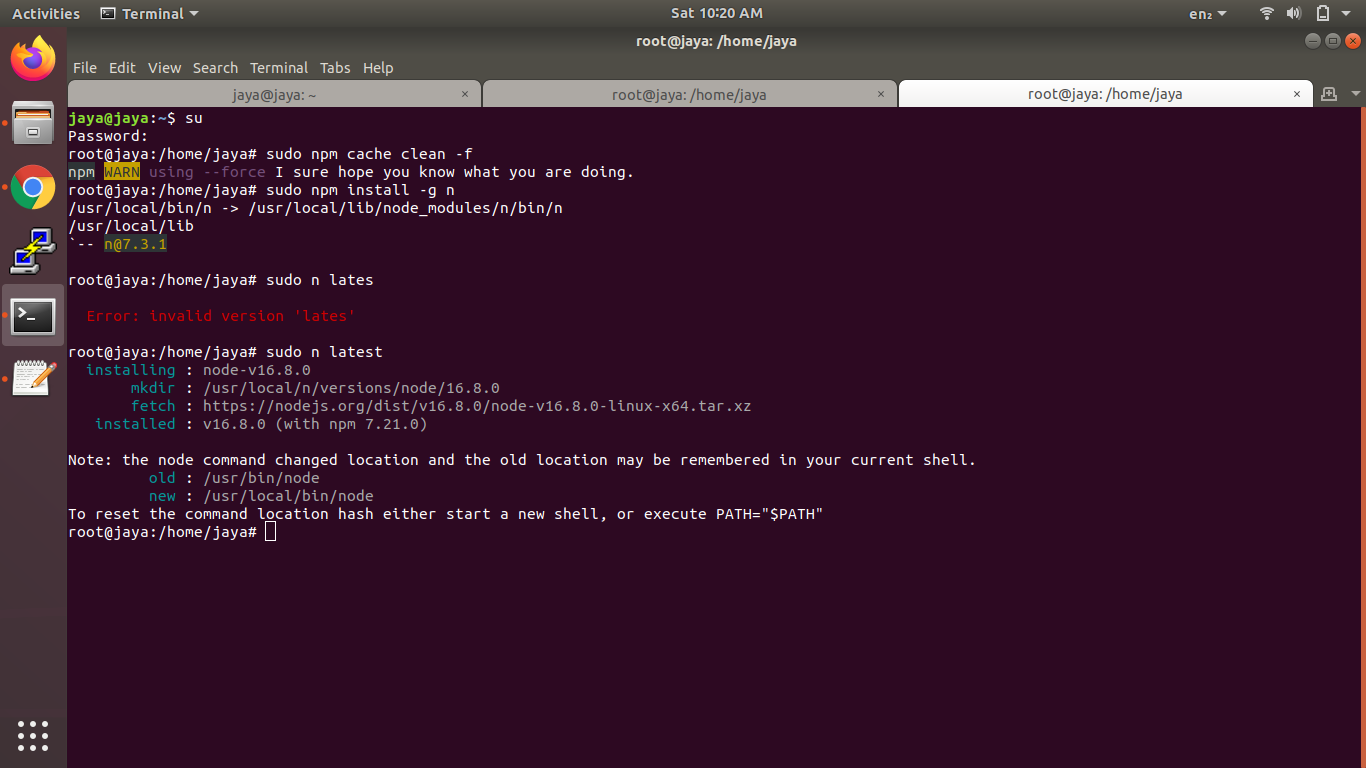 Activities Terminal Sat 10:20 AM en₂
root@jaya: /home/jaya
File Edit View Search Terminal Tabs Help
jaya@jaya: ~ × root@jaya: /home/jaya × root@jaya: /home/jaya ×
jaya@jaya:~$ su
Password:
root@jaya:/home/jaya# sudo npm cache clean -f
npm WARN using --force I sure hope you know what you are doing.
root@jaya:/home/jaya# sudo npm install -g n
/usr/local/bin/n -> /usr/local/lib/node_modules/n/bin/n
/usr/local/lib
`-- n@7.3.1
root@jaya:/home/jaya# sudo n lates
Error: invalid version 'lates'
root@jaya:/home/jaya# sudo n latest
installing : node-v16.8.0
mkdir : /usr/local/n/versions/node/16.8.0
fetch : https://nodejs.org/dist/v16.8.0/node-v16.8.0-linux-x64.tar.xz
installed : v16.8.0 (with npm 7.21.0)
Note: the node command changed location and the old location may be remembered in your current shell.
old : /usr/bin/node
new : /usr/local/bin/node
To reset the command location hash either start a new shell, or execute PATH="$PATH"
root@jaya:/home/jaya#